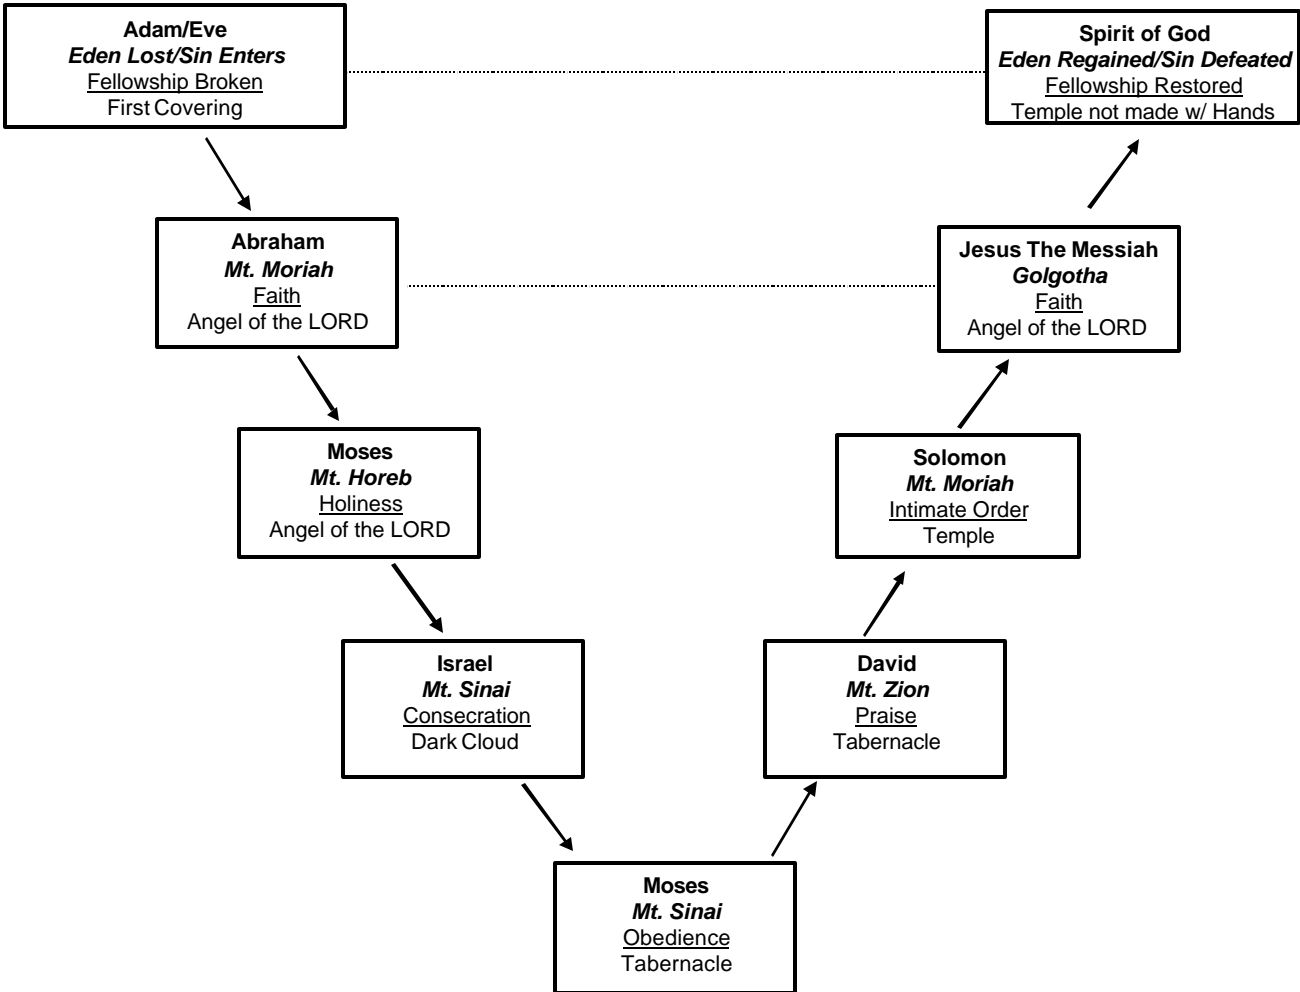 Adam/Eve
Eden Lost/Sin Enters
Fellowship Broken
First Covering
Spirit of God
Eden Regained/Sin Defeated
Fellowship Restored
Temple not made w/ Hands
Abraham
Mt. Moriah
Faith
Angel of the LORD
Jesus The Messiah
Golgotha
Faith
Angel of the LORD
Moses
Mt. Horeb
Holiness
Angel of the LORD
Solomon
Mt. Moriah
Intimate Order
Temple
Israel
Mt. Sinai
Consecration
Dark Cloud
David
Mt. Zion
Praise
Tabernacle
Moses
Mt. Sinai
Obedience
Tabernacle